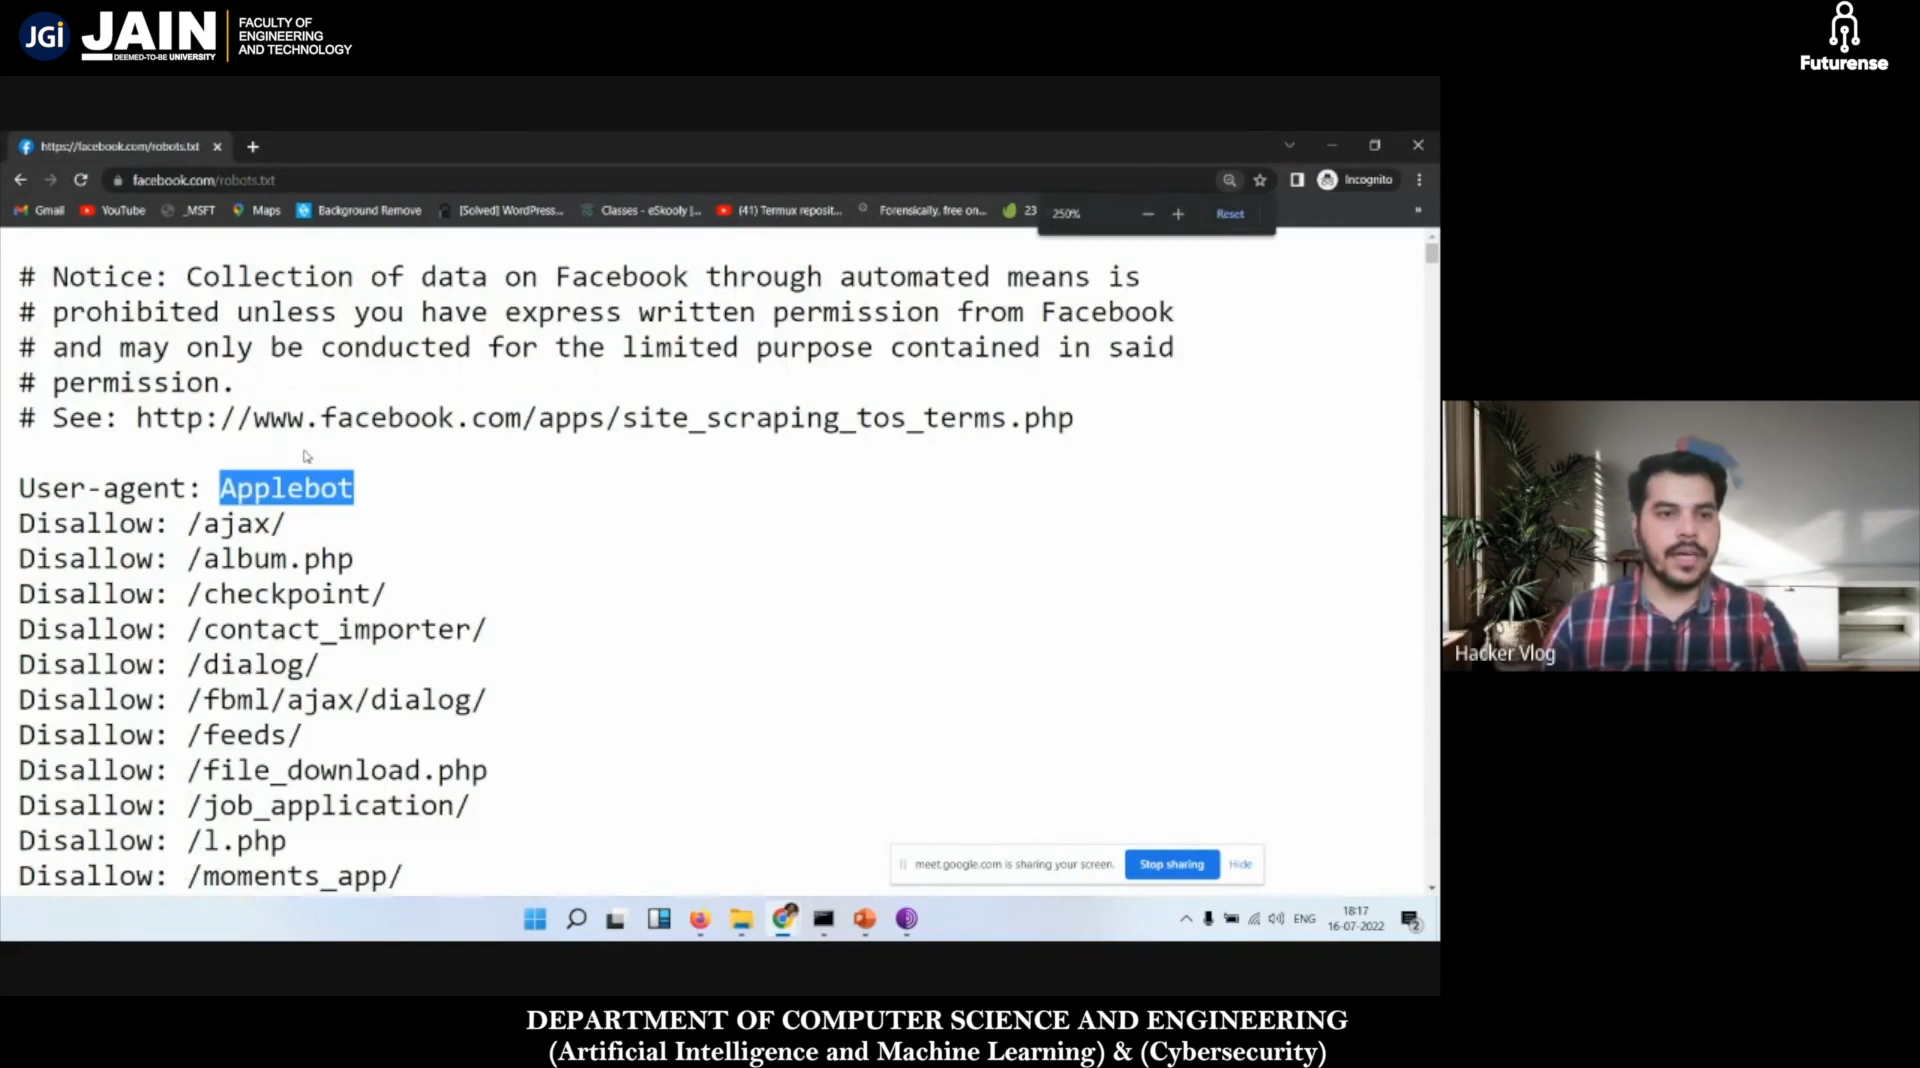 JGI JAIN DEEMED-TO-BE UNIVERSITY
FACULTY OF
ENGINEERING
AND TECHNOLOGY
Futurense
https://facebook.com/robots.txt
facebook.com/robots.txt
Incognito
Gmail YouTube _MSFT Maps Background Remove [Solved] WordPress... Classes - eSkooly |... (41) Termux reposit... Forensically, free on... 23
250% Reset
# Notice: Collection of data on Facebook through automated means is
# prohibited unless you have express written permission from Facebook
# and may only be conducted for the limited purpose contained in said
# permission.
# See: http://www.facebook.com/apps/site_scraping_tos_terms.php
User-agent: Applebot
Disallow: /ajax/
Disallow: /album.php
Disallow: /checkpoint/
Disallow: /contact_importer/
Disallow: /dialog/
Disallow: /fbml/ajax/dialog/
Disallow: /feeds/
Disallow: /file_download.php
Disallow: /job_application/
Disallow: /l.php
Disallow: /moments_app/
meet.google.com is sharing your screen. Stop sharing Hide
Hacker Vlog
ENG
18:17
16-07-2022
2
DEPARTMENT OF COMPUTER SCIENCE AND ENGINEERING
(Artificial Intelligence and Machine Learning) & (Cybersecurity)